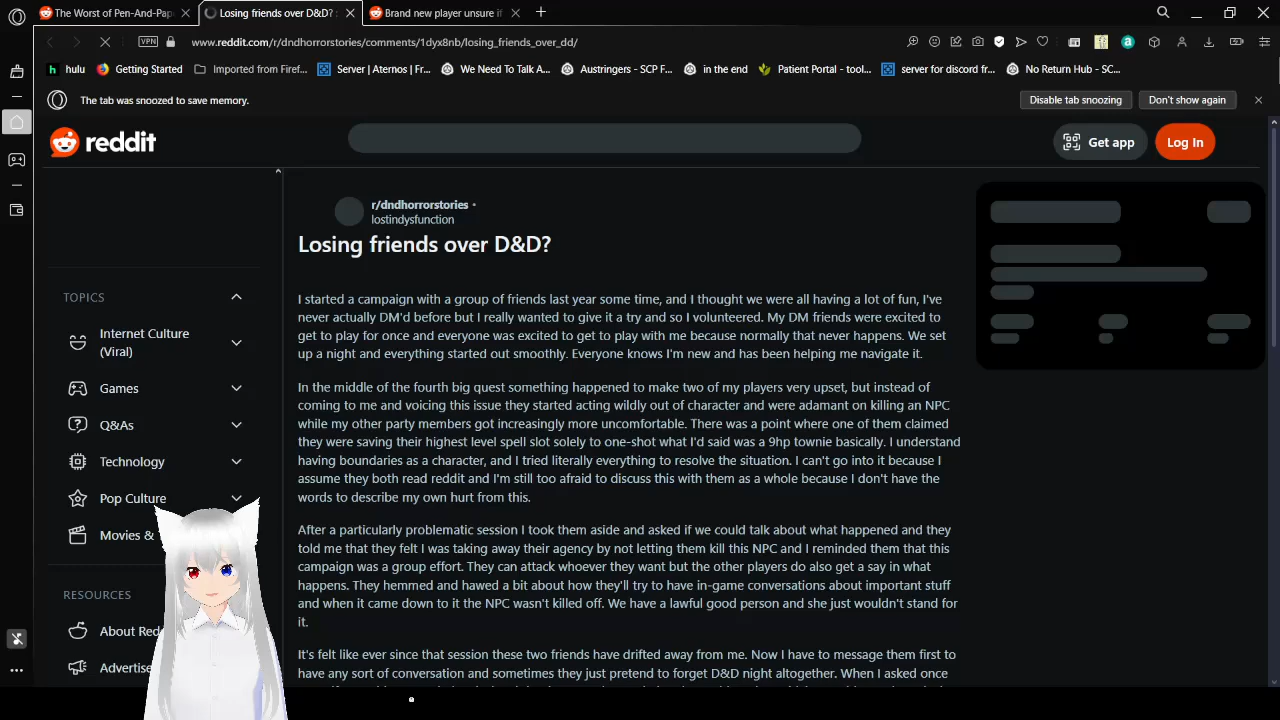 The Worst of Pen-And-Pap
Losing friends over D&D? :
Brand new player unsure if
VPN
www.reddit.com/r/dndhorrorstories/comments/1dyx8nb/losing_friends_over_dd/
hulu
Getting Started
Imported from Firef...
Server | Aternos | Fr...
We Need To Talk A...
Austringers - SCP F...
in the end
Patient Portal - tool...
server for discord fr...
No Return Hub - SC...
The tab was snoozed to save memory.
Disable tab snoozing
Don't show again
reddit
Get app
Log In
r/dndhorrorstories •
lostindysfunction
Losing friends over D&D?
TOPICS
Internet Culture
(Viral)
Games
Q&As
Technology
Pop Culture
Movies &
RESOURCES
About Red
Advertise
I started a campaign with a group of friends last year some time, and I thought we were all having a lot of fun, I've
never actually DM'd before but I really wanted to give it a try and so I volunteered. My DM friends were excited to
get to play for once and everyone was excited to get to play with me because normally that never happens. We set
up a night and everything started out smoothly. Everyone knows I'm new and has been helping me navigate it.
In the middle of the fourth big quest something happened to make two of my players very upset, but instead of
coming to me and voicing this issue they started acting wildly out of character and were adamant on killing an NPC
while my other party members got increasingly more uncomfortable. There was a point where one of them claimed
they were saving their highest level spell slot solely to one-shot what I'd said was a 9hp townie basically. I understand
having boundaries as a character, and I tried literally everything to resolve the situation. I can't go into it because I
assume they both read reddit and I'm still too afraid to discuss this with them as a whole because I don't have the
words to describe my own hurt from this.
After a particularly problematic session I took them aside and asked if we could talk about what happened and they
told me that they felt I was taking away their agency by not letting them kill this NPC and I reminded them that this
campaign was a group effort. They can attack whoever they want but the other players do also get a say in what
happens. They hemmed and hawed a bit about how they'll try to have in-game conversations about important stuff
and when it came down to it the NPC wasn't killed off. We have a lawful good person and she just wouldn't stand for
it.
It's felt like ever since that session these two friends have drifted away from me. Now I have to message them first to
have any sort of conversation and sometimes they just pretend to forget D&D night altogether. When I asked once